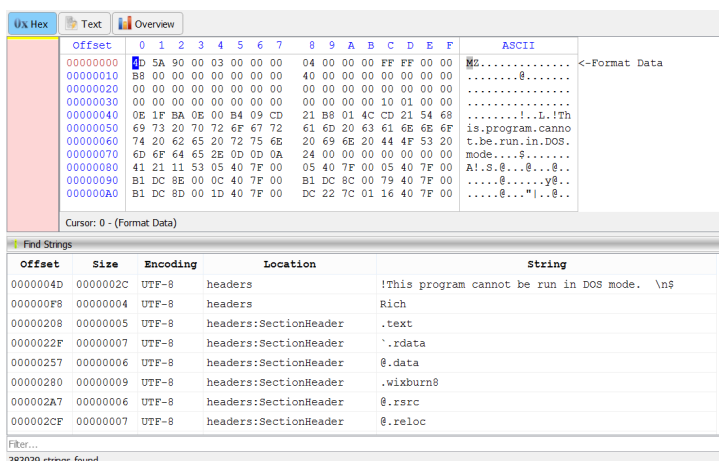 0x Hex Text Overview
Offset 0 1 2 3 4 5 6 7 8 9 A B C D E F ASCII
00000000 4D 5A 90 00 03 00 00 00 04 00 00 00 FF FF 00 00 MZ.............. <-Format Data
00000010 B8 00 00 00 00 00 00 00 40 00 00 00 00 00 00 00 ........@.......
00000020 00 00 00 00 00 00 00 00 00 00 00 00 00 00 00 00 ................
00000030 00 00 00 00 00 00 00 00 00 00 00 00 10 01 00 00 ................
00000040 0E 1F BA 0E 00 B4 09 CD 21 B8 01 4C CD 21 54 68 ........!..L.!Th
00000050 69 73 20 70 72 6F 67 72 61 6D 20 63 61 6E 6E 6F is.program.canno
00000060 74 20 62 65 20 72 75 6E 20 69 6E 20 44 4F 53 20 t.be.run.in.DOS.
00000070 6D 6F 64 65 2E 0D 0D 0A 24 00 00 00 00 00 00 00 mode....$.......
00000080 41 21 11 53 05 40 7F 00 05 40 7F 00 05 40 7F 00 A!.S.@...@...@..
00000090 B1 DC 8E 00 0C 40 7F 00 B1 DC 8C 00 79 40 7F 00 .....@......y@..
000000A0 B1 DC 8D 00 1D 40 7F 00 DC 22 7C 01 16 40 7F 00 .....@..."|..@..
Cursor: 0 - (Format Data)
Find Strings
Offset Size Encoding Location String
0000004D 0000002C UTF-8 headers !This program cannot be run in DOS mode. \n$
000000F8 00000004 UTF-8 headers Rich
00000208 00000005 UTF-8 headers:SectionHeader .text
0000022F 00000007 UTF-8 headers:SectionHeader `.rdata
00000257 00000006 UTF-8 headers:SectionHeader @.data
00000280 00000009 UTF-8 headers:SectionHeader .wixburn8
000002A7 00000006 UTF-8 headers:SectionHeader @.rsrc
000002CF 00000007 UTF-8 headers:SectionHeader @.reloc
Filter...
strings found